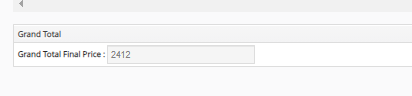 Grand Total
Grand Total Final Price : 2412